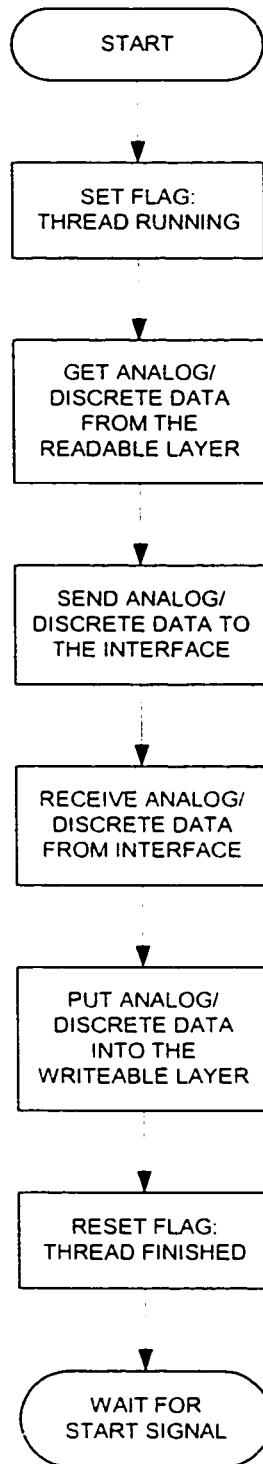 START
SET FLAG:
THREAD RUNNING
GET ANALOG/
DISCRETE DATA
FROM THE
READABLE LAYER
SEND ANALOG/
DISCRETE DATA TO
THE INTERFACE
RECEIVE ANALOG/
DISCRETE DATA
FROM INTERFACE
PUT ANALOG/
DISCRETE DATA
INTO THE
WRITEABLE LAYER
RESET FLAG:
THREAD FINISHED
WAIT FOR
START SIGNAL